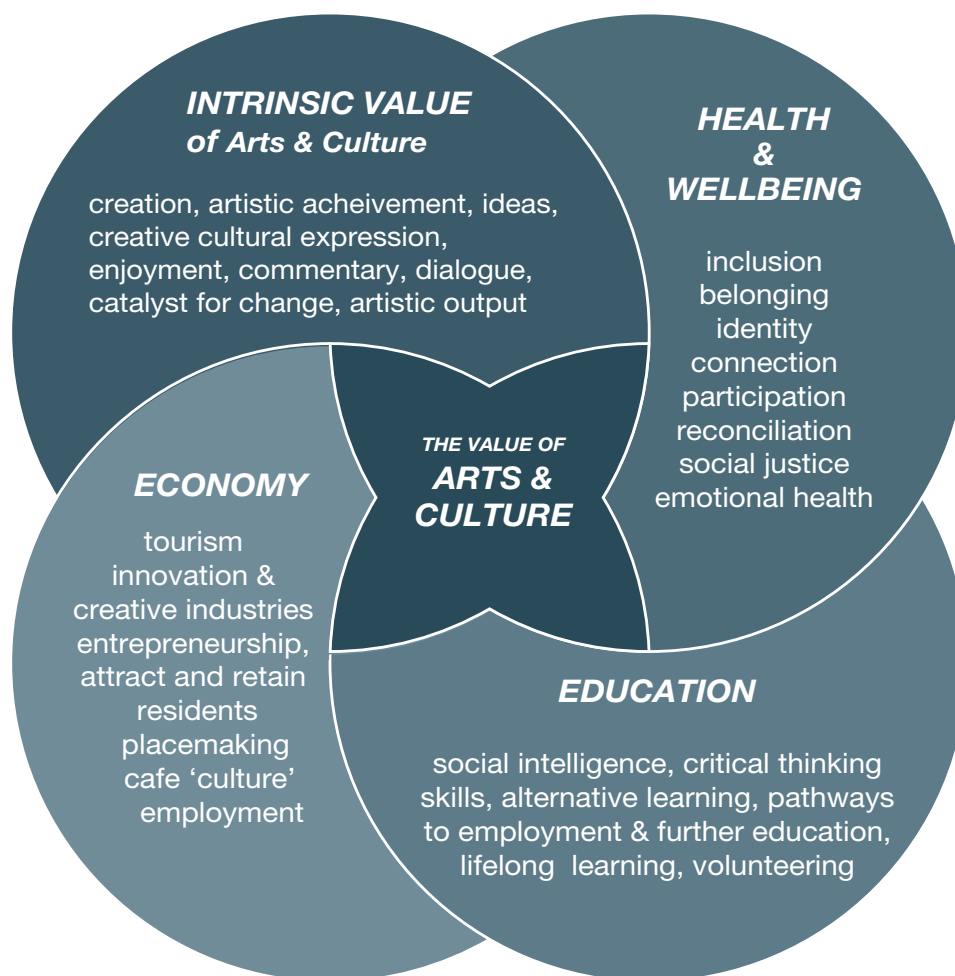 INTRINSIC VALUE
of Arts & Culture
creation, artistic acheivement, ideas,
creative cultural expression,
enjoyment, commentary, dialogue,
catalyst for change, artistic output
HEALTH
&
WELLBEING
inclusion
belonging
identity
connection
participation
reconciliation
social justice
emotional health
THE VALUE OF
ARTS &
CULTURE
ECONOMY
tourism
innovation &
creative industries
entrepreneurship,
attract and retain
residents
placemaking
cafe ‘culture’
employment
EDUCATION
social intelligence, critical thinking
skills, alternative learning, pathways
to employment & further education,
lifelong  learning, volunteering